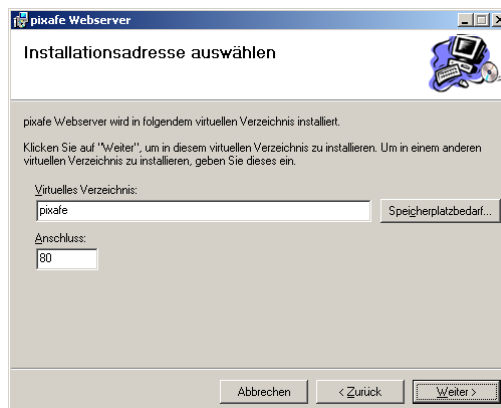 pixafe Webserver
Installationsadresse auswählen
pixafe Webserver wird in folgendem virtuellen Verzeichnis installiert.
Klicken Sie auf "Weiter", um in diesem virtuellen Verzeichnis zu installieren. Um in einem anderen
virtuellen Verzeichnis zu installieren, geben Sie dieses ein.
Virtuelles Verzeichnis:
pixafe
Speicherplatzbedarf...
Anschluss:
80
Abbrechen
< Zurück
Weiter >